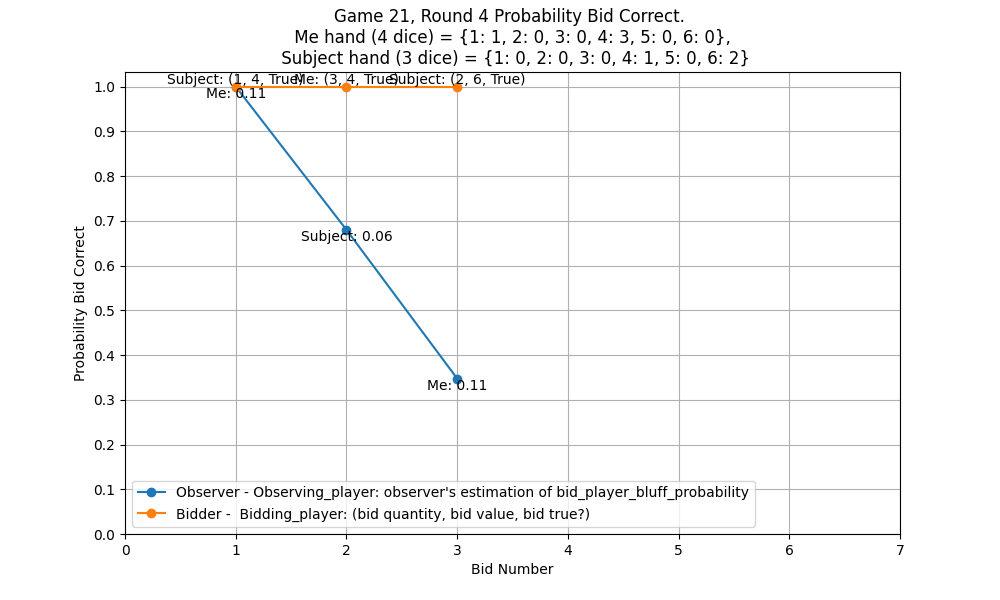 Game 21, Round 4 Probability Bid Correct.
Me hand (4 dice) = {1: 1, 2: 0, 3: 0, 4: 3, 5: 0, 6: 0},
Subject hand (3 dice) = {1: 0, 2: 0, 3: 0, 4: 1, 5: 0, 6: 2}
Subject: (1, 4, True)
Me: (3, 4, True)
Subject: (2, 6, True)
Me: 0.11
Subject: 0.06
Me: 0.11
1.0
0.9
0.8
0.7
0.6
0.5
0.4
0.3
0.2
0.1
0.0
Probability Bid Correct
Observer - Observing_player: observer's estimation of bid_player_bluff_probability
Bidder -  Bidding_player: (bid quantity, bid value, bid true?)
0 1 2 3 4 5 6 7
Bid Number